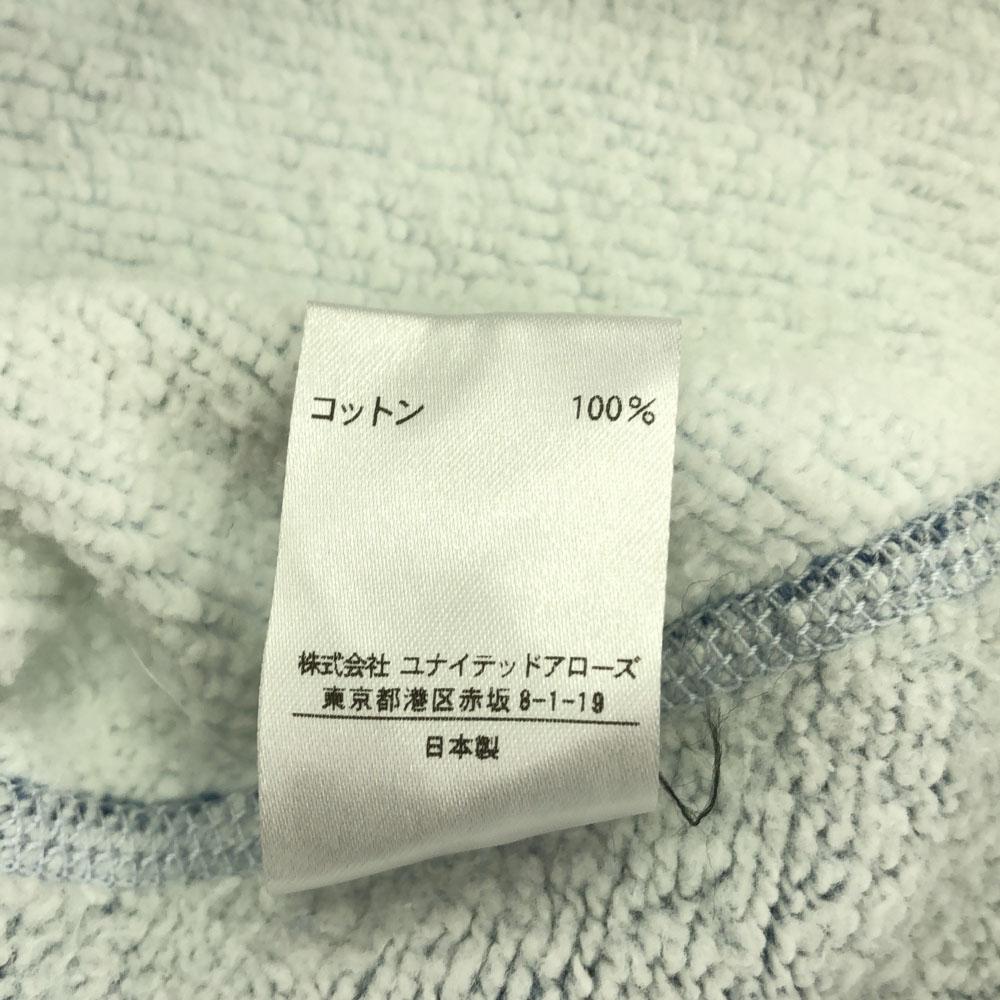 コットン 100%
株式会社 ユナイテッドアローズ
東京都港区赤坂 8-1-19
日本製